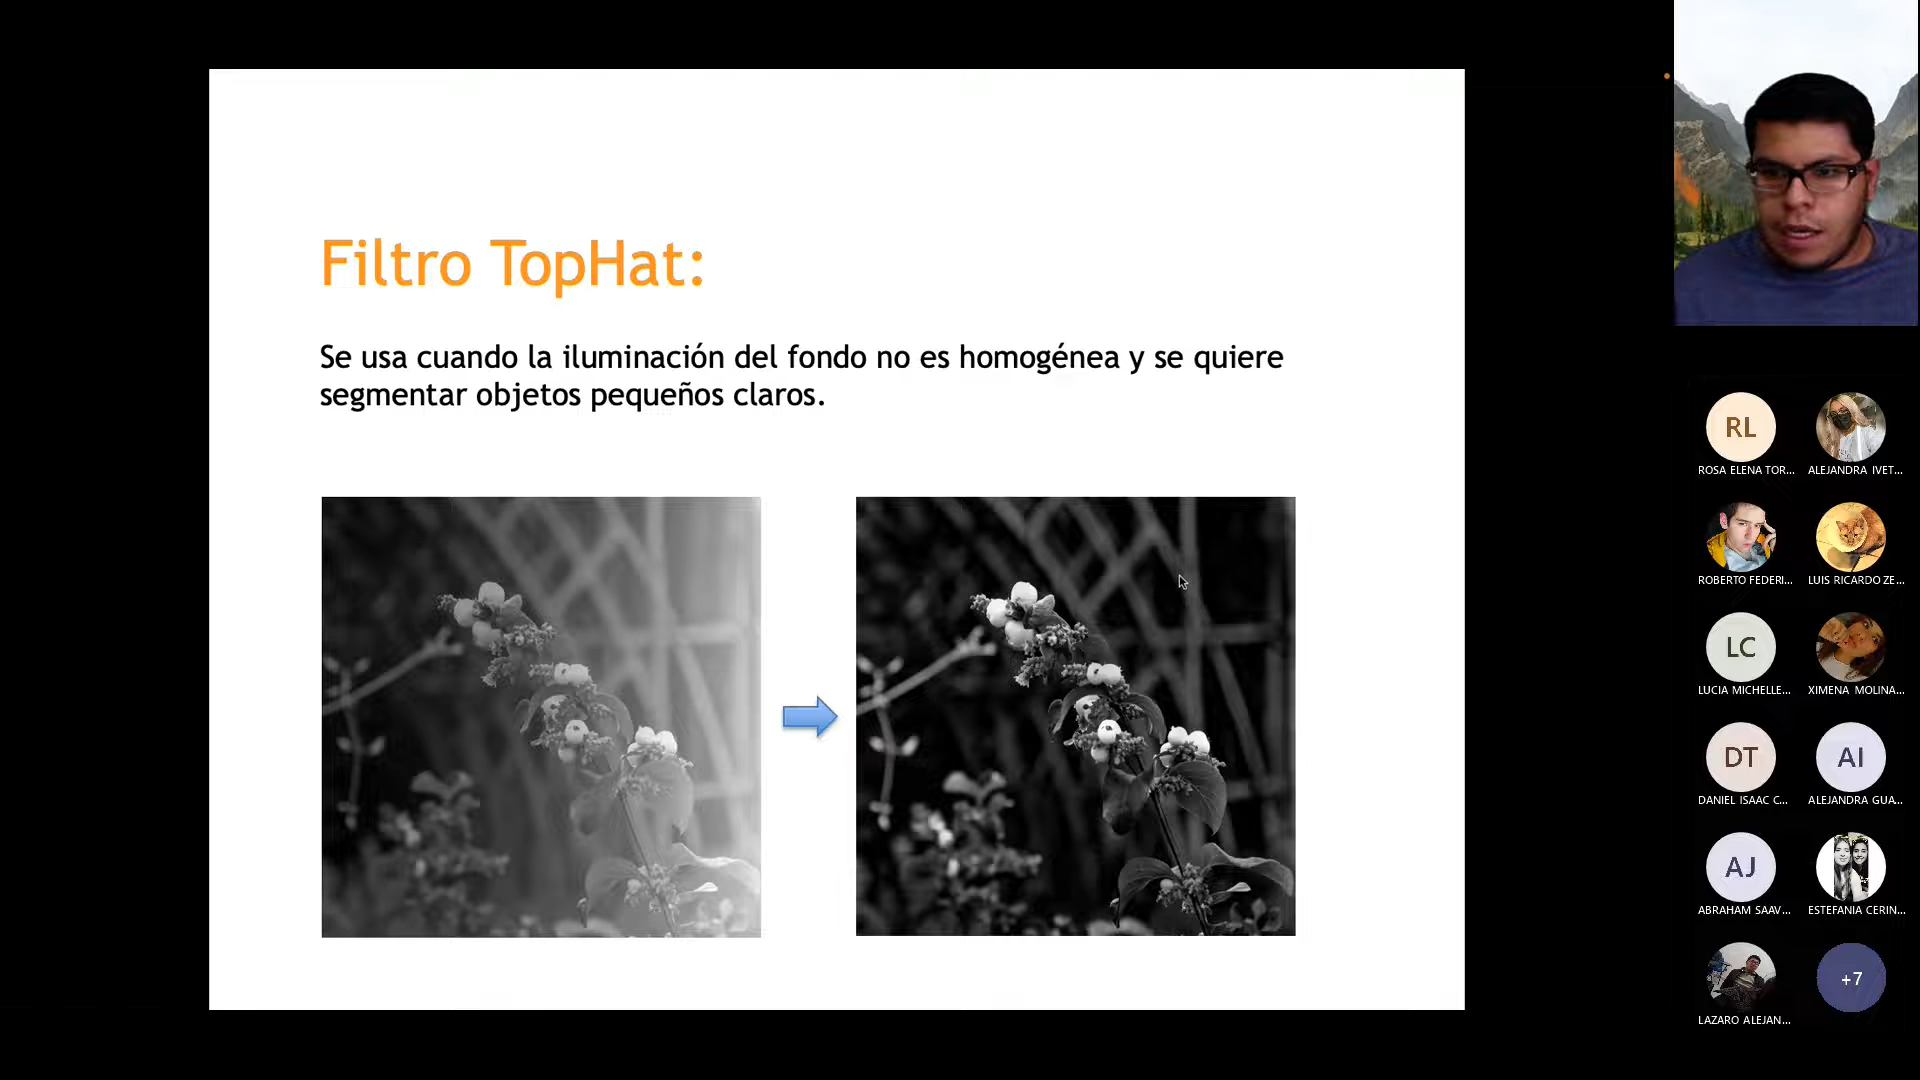 Filtro TopHat:
Se usa cuando la iluminación del fondo no es homogénea y se quiere
segmentar objetos pequeños claros.
RL
ROSA ELENA TOR...
ALEJANDRA IVET...
ROBERTO FEDERI...
LUIS RICARDO ZE...
LC
LUCIA MICHELLE...
XIMENA MOLINA...
DT
DANIEL ISAAC C...
AI
ALEJANDRA GUA...
AJ
ABRAHAM SAAV...
ESTEFANIA CERIN...
LAZARO ALEJAN...
+7